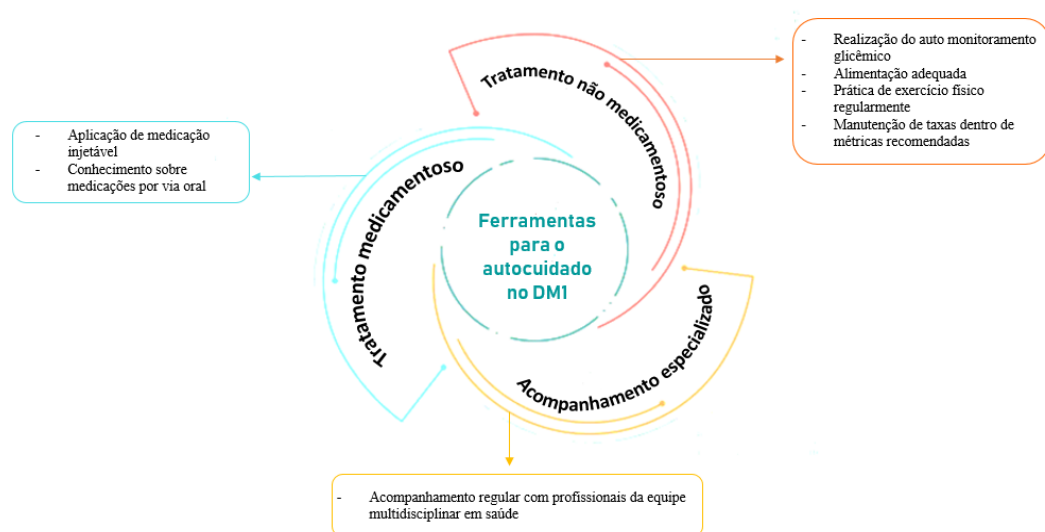 - Realização do auto monitoramento
glicêmico
- Alimentação adequada
- Prática de exercício físico
regularmente
- Manutenção de taxas dentro de
métricas recomendadas
Tratamento não medicamentoso
- Aplicação de medicação
injetável
- Conhecimento sobre
medicações por via oral
Tratamento medicamentoso
Ferramentas
para o
autocuidado
no DM1
Acompanhamento especializado
- Acompanhamento regular com profissionais da equipe
multidisciplinar em saúde